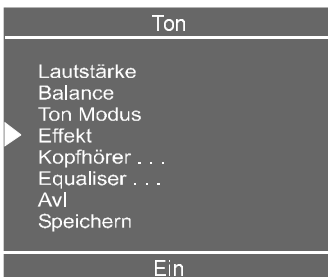 Ton
Lautstärke
Balance
Ton Modus
Effekt
Kopfhörer . . .
Equaliser . . .
Avl
Speichern
Ein